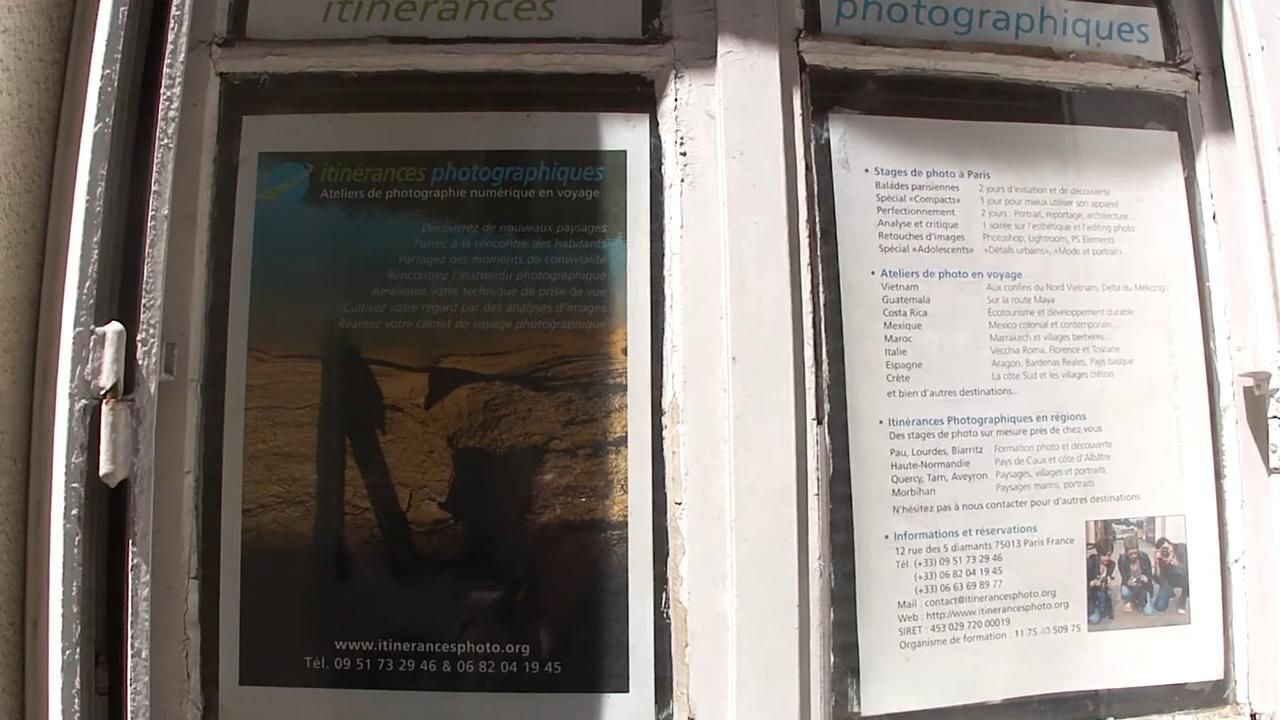 itinérances
photographiques
itinérances photographiques
Ateliers de photographie numérique en voyage
Découvrez de nouveaux paysages
Partez à la rencontre des habitants
Partagez des moments de convivialité
Rencontrez l'inattendu photographique
Améliorez votre technique de prise de vue
Cultivez votre regard par des analyses d'images
Réalisez votre carnet de voyage photographique
www.itinerancesphoto.org
Tél. 09 51 73 29 46 & 06 82 04 19 45
• Stages de photo à Paris
Balades parisiennes 2 jours d'initiation et de découverte
Spécial «Compacts» 1 jour pour mieux utiliser son appareil
Perfectionnement 2 jours : Portrait, reportage, architecture...
Analyse et critique 1 soirée sur l'esthétique et l'editing photo
Retouches d'images Photoshop, Lightroom, PS Elements
Spécial «Adolescents» «Détails urbains», «Mode et portrait»...
• Ateliers de photo en voyage
Vietnam Aux confins du Nord Vietnam, Delta du Mékong
Guatemala Sur la route Maya
Costa Rica Écotourisme et développement durable
Mexique Mexico colonial et contemporain...
Maroc Marrakech et villages berbères...
Italie Vecchia Roma, Florence et Toscane
Espagne Aragon, Bardenas Reales, Pays basque
Crète La côte Sud et les villages crétois
et bien d'autres destinations...
• Itinérances Photographiques en régions
Des stages de photo sur mesure près de chez vous
Pau, Lourdes, Biarritz Formation photo et découverte
Haute-Normandie Pays de Caux et côte d'Albâtre
Quercy, Tarn, Aveyron Paysages, villages et portraits
Morbihan Paysages marins, portraits
N'hésitez pas à nous contacter pour d'autres destinations
• Informations et réservations
12 rue des 5 diamants 75013 Paris France
Tél. (+33) 09 51 73 29 46
(+33) 06 82 04 19 45
(+33) 06 63 69 89 77
Mail : contact@itinerancesphoto.org
Web : http://www.itinerancesphoto.org
SIRET : 453 029 720 00019
Organisme de formation : 11 75 40 509 75